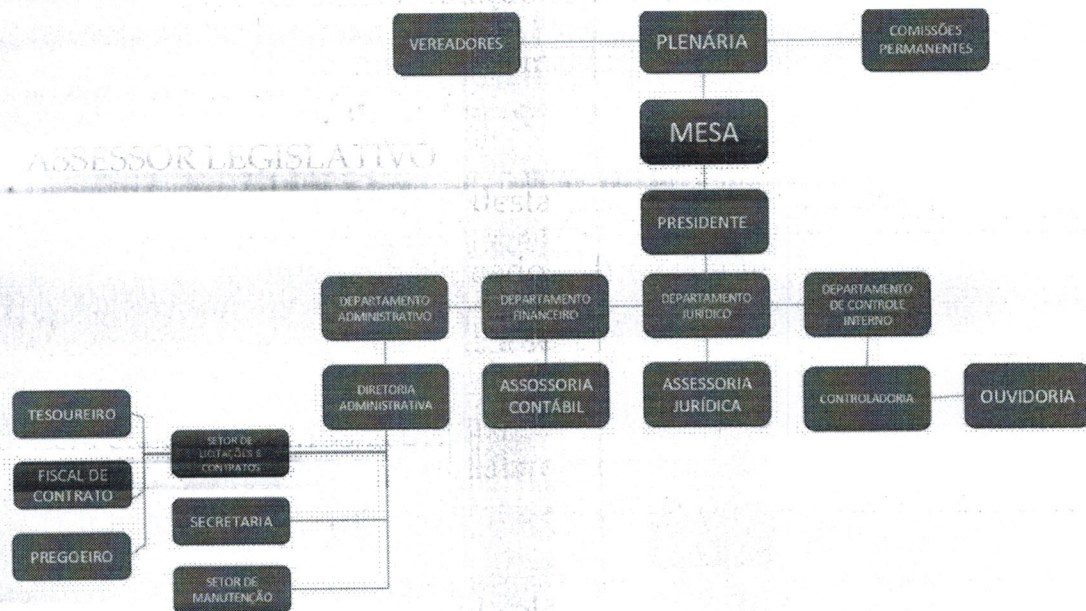 VEREADORES
PLENÁRIA
COMISSÕES
PERMANENTES
MESA
ASSESSOR LEGISLATIVO
Desta
PRESIDENTE
DEPARTAMENTO
ADMINISTRATIVO
DEPARTAMENTO
FINANCEIRO
DEPARTAMENTO
JURÍDICO
DEPARTAMENTO
DE CONTROLE
INTERNO
DIRETORIA
ADMINISTRATIVA
ASSOSSORIA
CONTÁBIL
ASSESSORIA
JURÍDICA
CONTROLADORIA
OUVIDORIA
TESOUREIRO
SETOR DE
LICITAÇÕES E
CONTRATOS
FISCAL DE
CONTRATO
SECRETARIA
PREGOEIRO
SETOR DE
MANUTENÇÃO